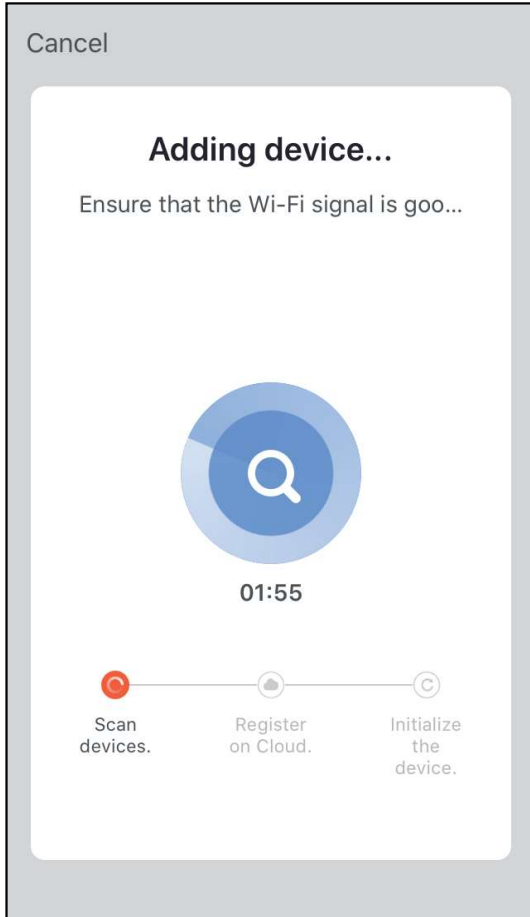 Cancel
Adding device...
Ensure that the Wi-Fi signal is goo...
01:55
Scan
devices.
Register
on Cloud.
Initialize
the
device.